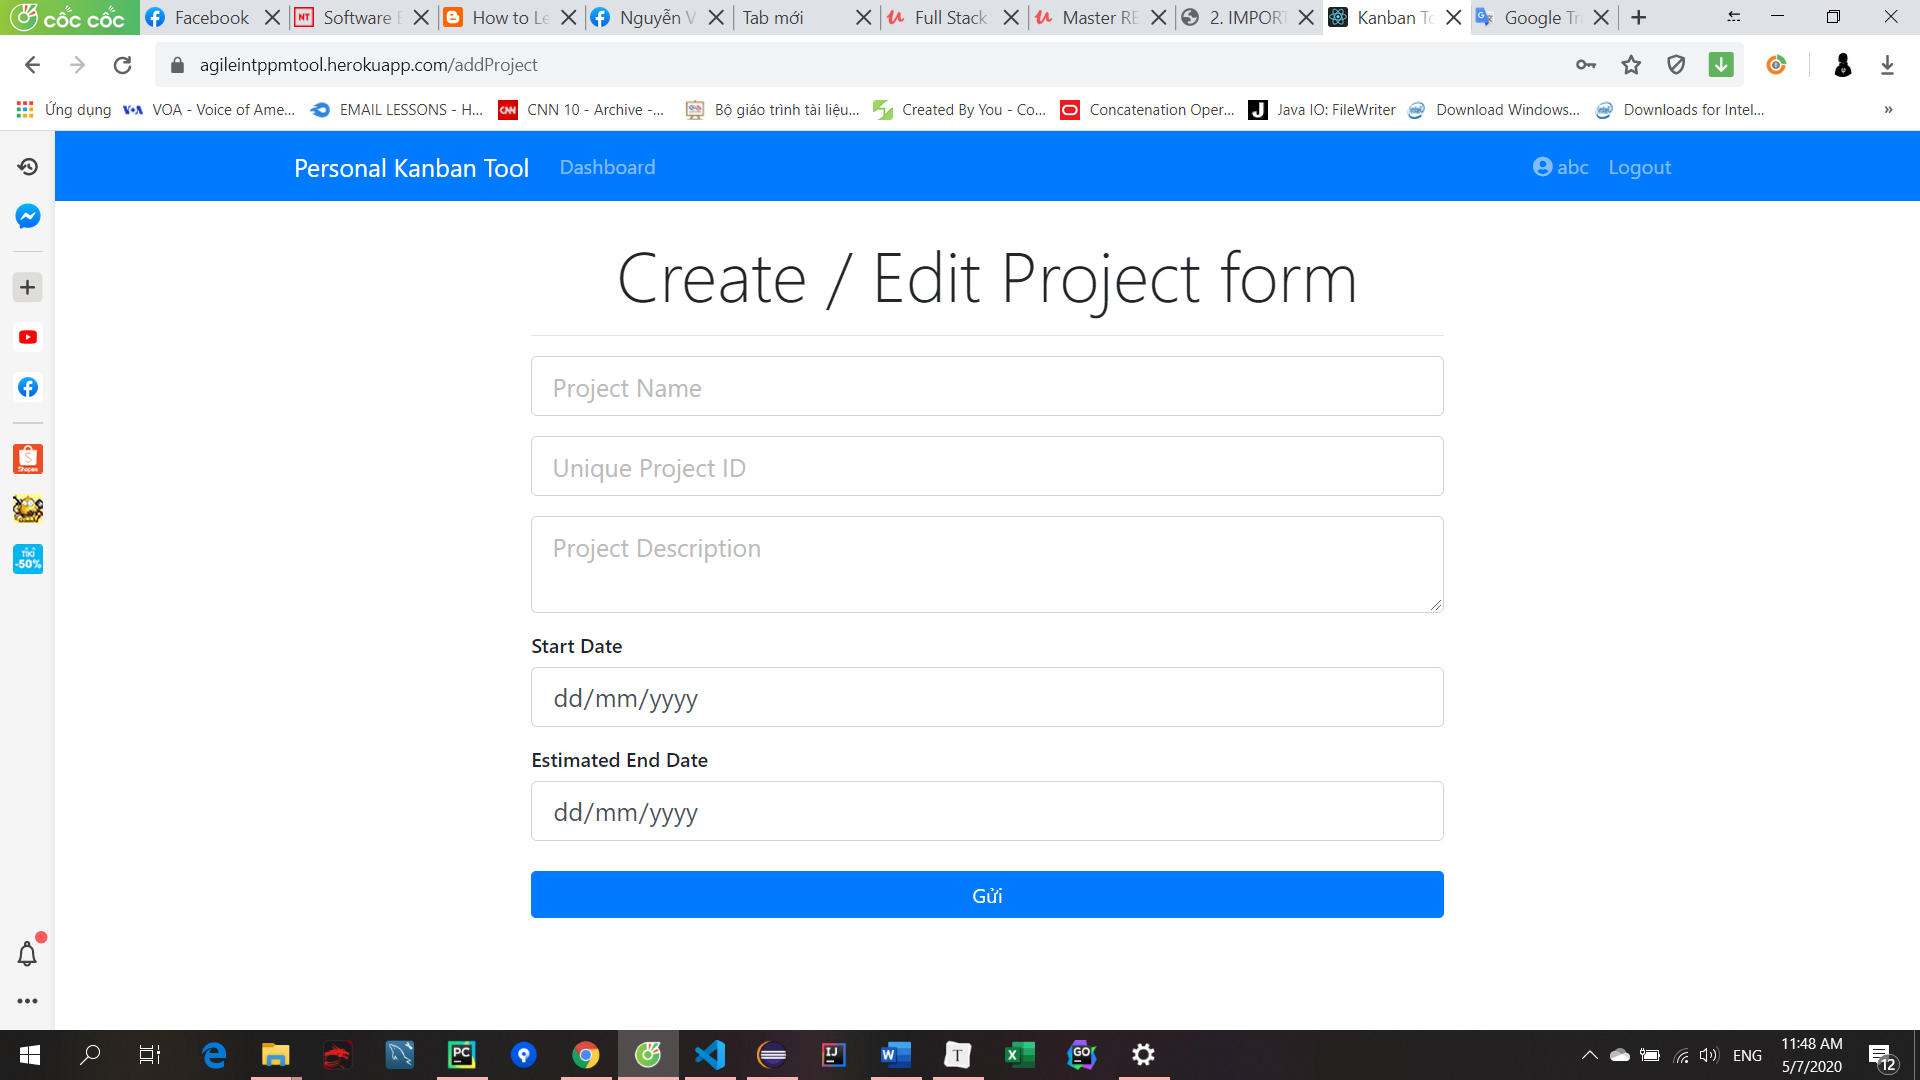 cốc cốc
Facebook
Software E
How to Le
Nguyễn V
Tab mới
Full Stack
Master RE
2. IMPORT
Kanban To
Google Tr
agileintppmtool.herokuapp.com/addProject
Ứng dụng
VOA - Voice of Ame...
EMAIL LESSONS - H...
CNN 10 - Archive -...
Bộ giáo trình tài liệu...
Created By You - Co...
Concatenation Oper...
Java IO: FileWriter
Download Windows...
Downloads for Intel...
»
Personal Kanban Tool
Dashboard
abc
Logout
Create / Edit Project form
Project Name
Unique Project ID
Project Description
Start Date
dd/mm/yyyy
Estimated End Date
dd/mm/yyyy
Gửi
TIKI
-50%
ENG
11:48 AM
5/7/2020
12